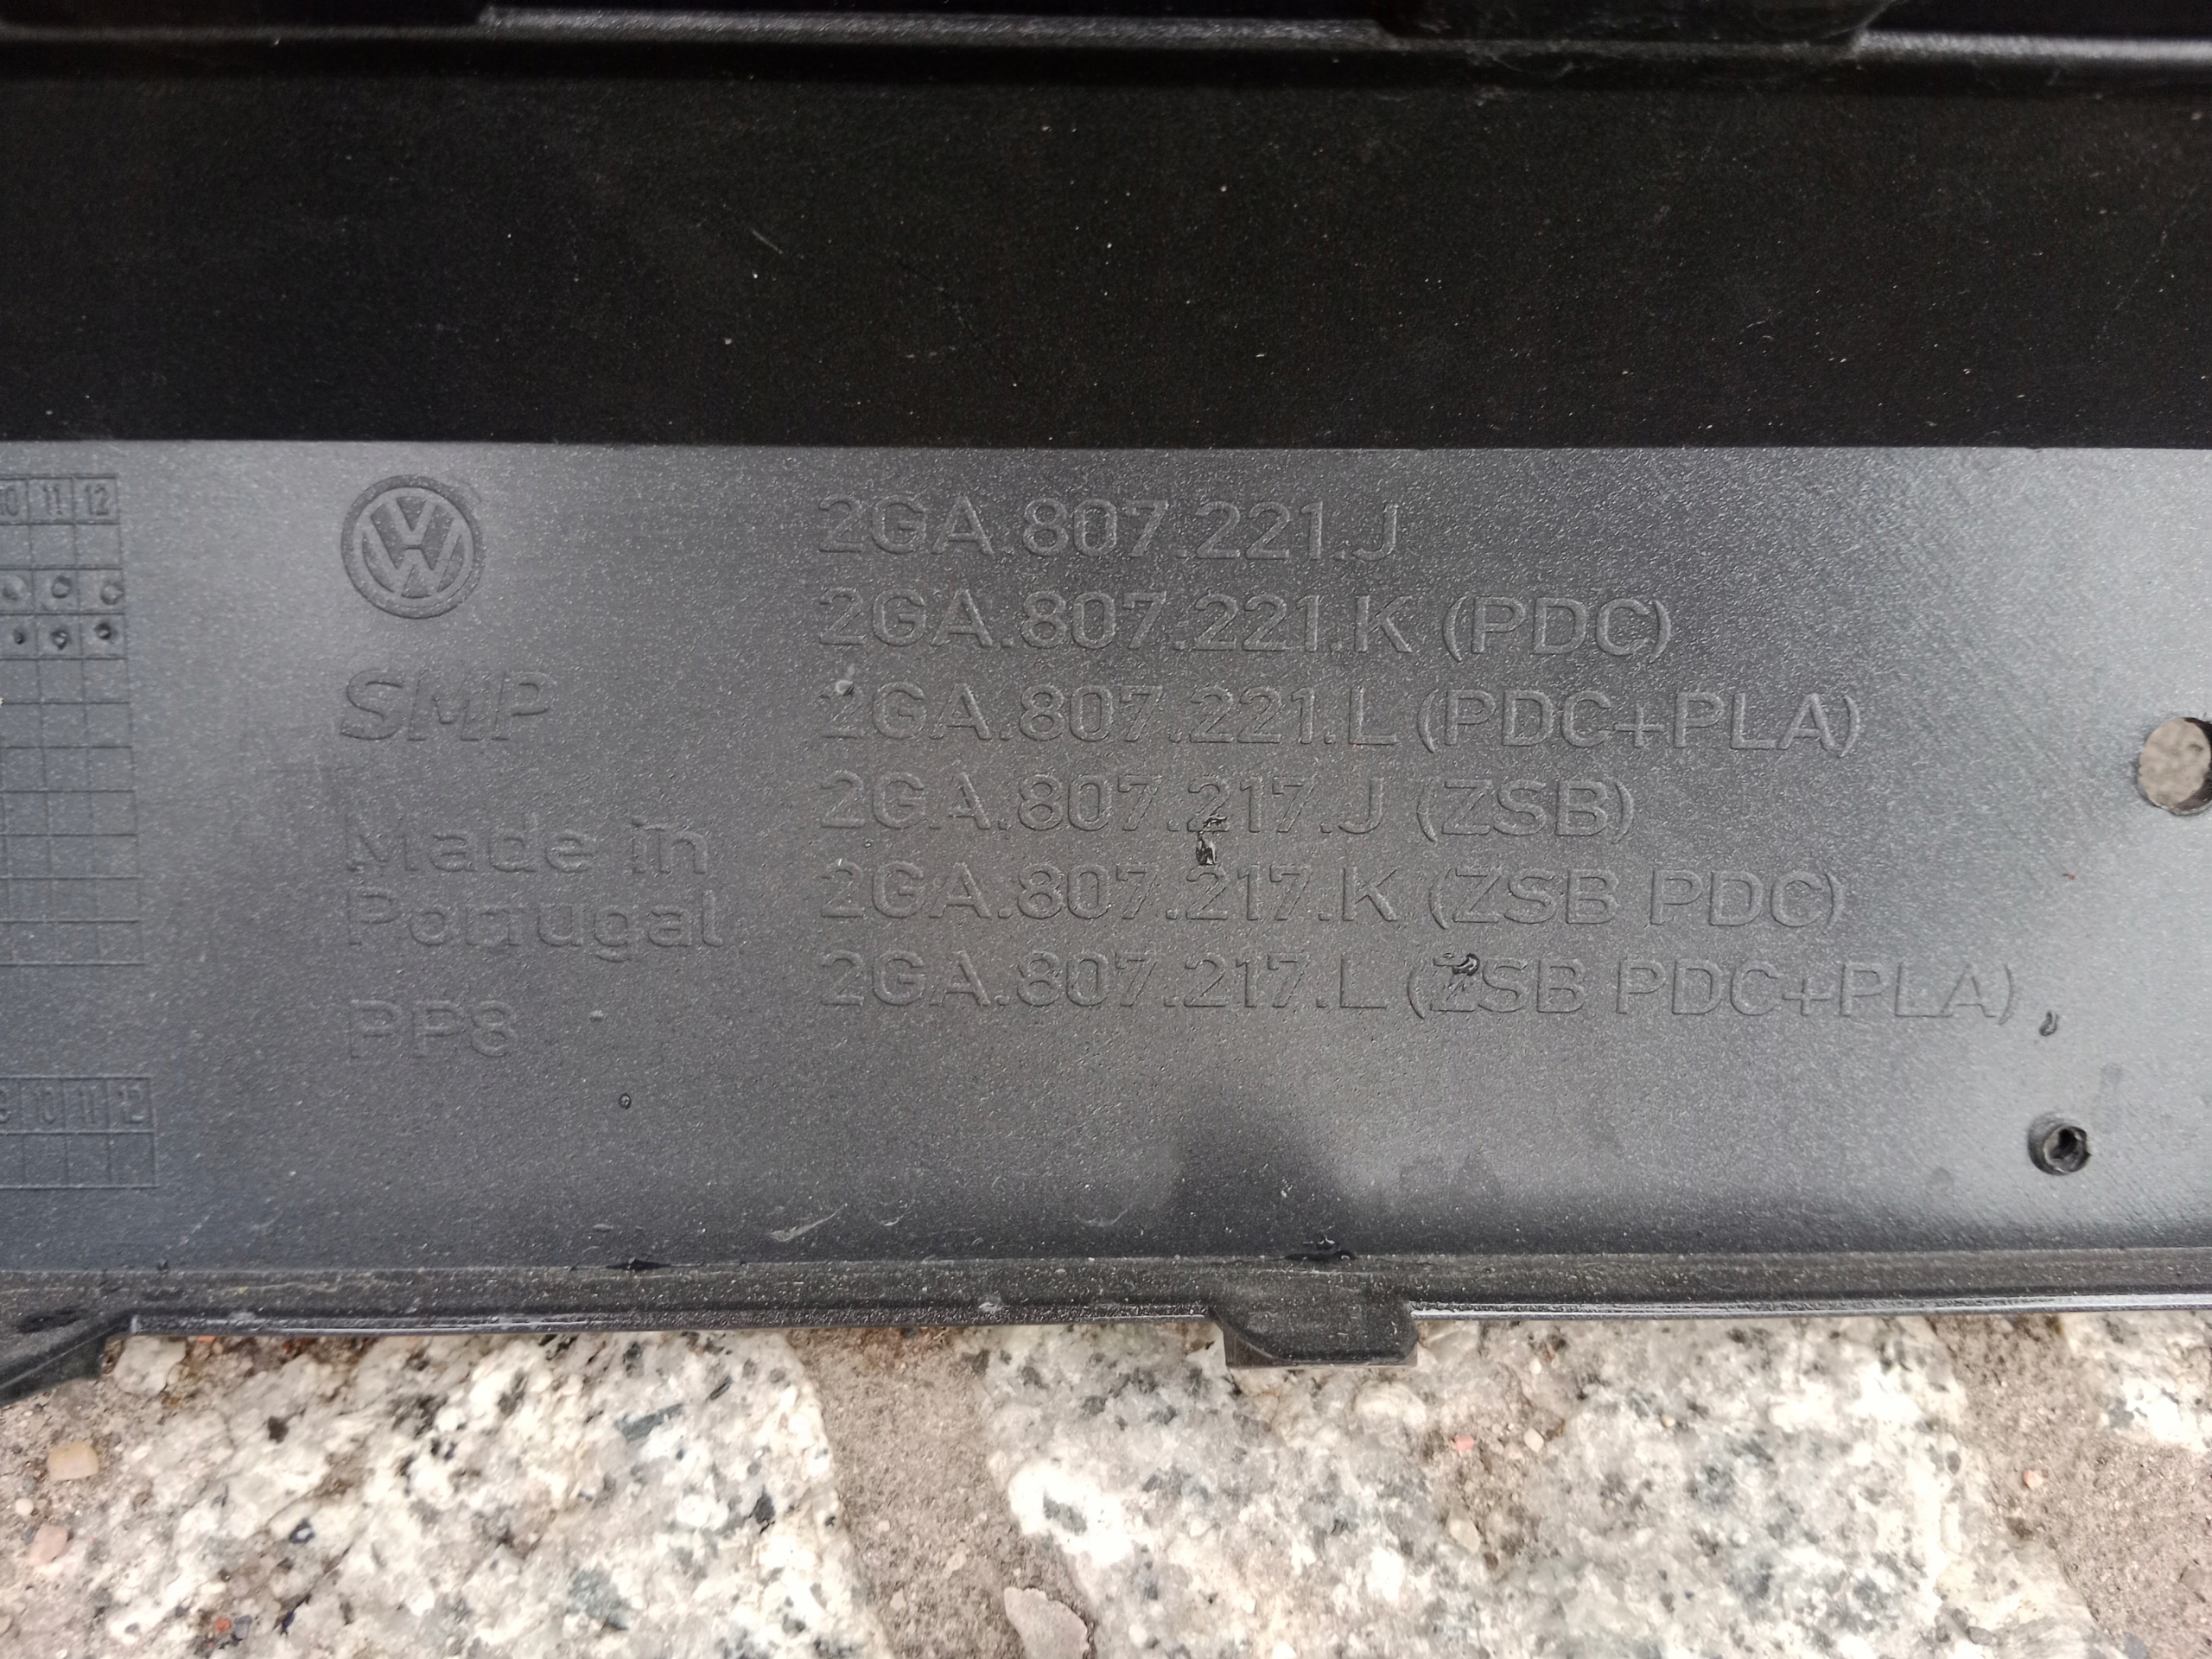 10 11 12
2GA.807.221.J
2GA.807.221.K (PDC)
SMP
2GA.807.221.L (PDC+PLA)
2GA.807.217.J (ZSB)
Made in
Portugal
2GA.807.217.K (ZSB PDC)
2GA.807.217.L (ZSB PDC+PLA)
PP8
9 10 11 12